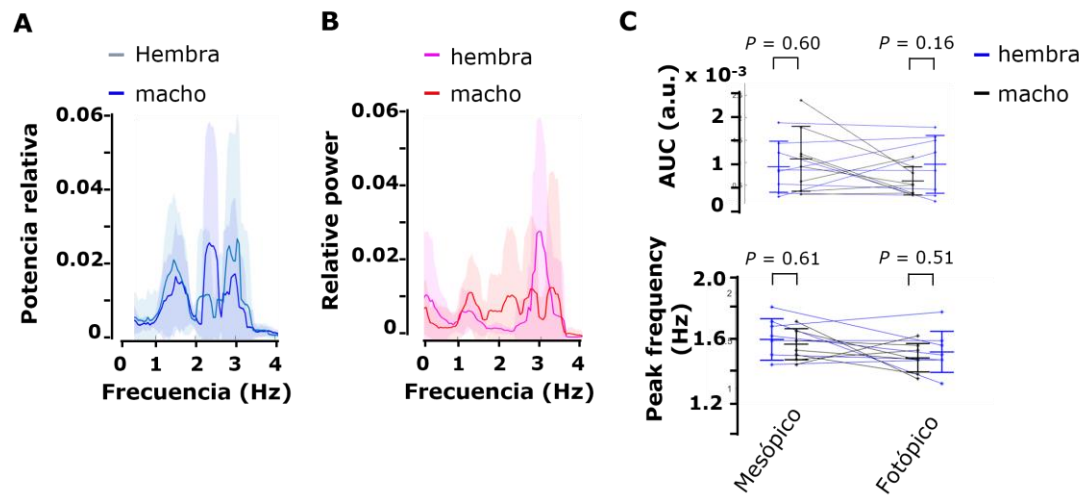 A
Hembra
macho
Potencia relativa
0.06
0.04
0.02
0
0 1 2 3 4
Frecuencia (Hz)
B
hembra
macho
Relative power
0.06
0.04
0.02
0
0 1 2 3 4
Frecuencia (Hz)
C
P = 0.60
P = 0.16
hembra
macho
x 10-3
AUC (a.u.)
2
1
0
P = 0.61
P = 0.51
Peak frequency
(Hz)
2.0
1.6
1.2
Mesópico
Fotópico